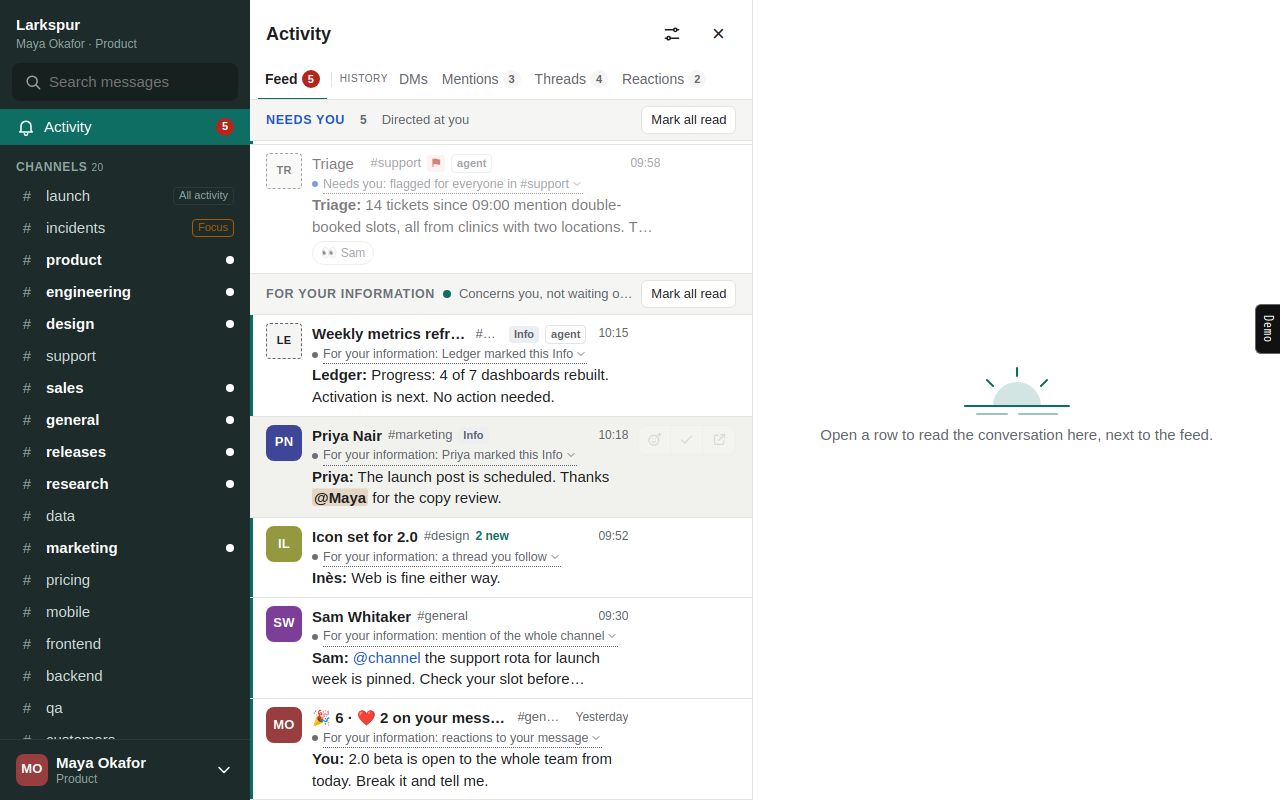 Larkspur
Maya Okafor · Product
Search messages
Activity 5
CHANNELS 20
# launch All activity
# incidents Focus
# product
# engineering
# design
# support
# sales
# general
# releases
# research
# data
# marketing
# pricing
# mobile
# frontend
# backend
# qa
# customers
MO Maya Okafor
Product
Activity
Feed 5 HISTORY DMs Mentions 3 Threads 4 Reactions 2
NEEDS YOU 5 Directed at you Mark all read
TR Triage #support agent 09:58
Needs you: flagged for everyone in #support
Triage: 14 tickets since 09:00 mention double-
booked slots, all from clinics with two locations. T…
👀 Sam
FOR YOUR INFORMATION Concerns you, not waiting o… Mark all read
LE Weekly metrics refr… #… Info agent 10:15
For your information: Ledger marked this Info
Ledger: Progress: 4 of 7 dashboards rebuilt.
Activation is next. No action needed.
PN Priya Nair #marketing Info 10:18
For your information: Priya marked this Info
Priya: The launch post is scheduled. Thanks
@Maya for the copy review.
IL Icon set for 2.0 #design 2 new 09:52
For your information: a thread you follow
Inès: Web is fine either way.
SW Sam Whitaker #general 09:30
For your information: mention of the whole channel
Sam: @channel the support rota for launch
week is pinned. Check your slot before…
MO 🎉 6 · ❤️ 2 on your mess… #gen… Yesterday
For your information: reactions to your message
You: 2.0 beta is open to the whole team from
today. Break it and tell me.
Open a row to read the conversation here, next to the feed.
Demo